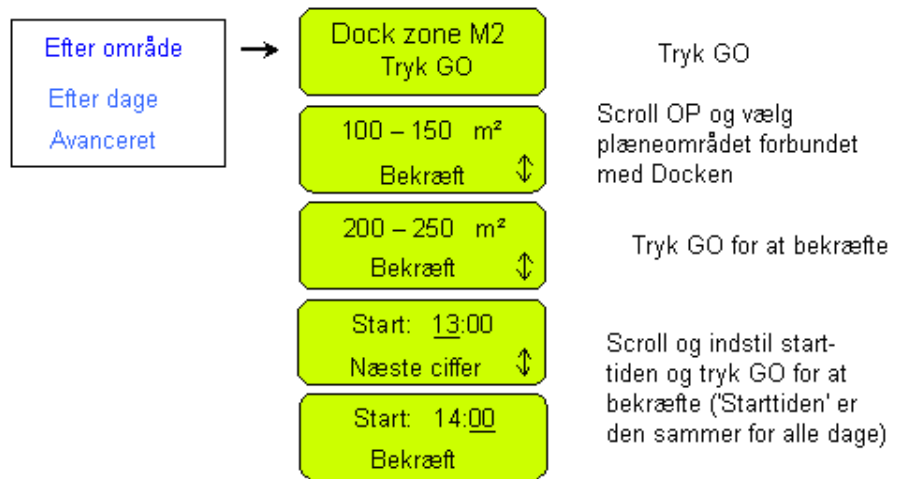 Efter område
Efter dage
Avanceret
Dock zone M2
Tryk GO
Tryk GO
100 – 150 m²
Bekræft
Scroll OP og vælg
plæneområdet forbundet
med Docken
200 – 250 m²
Bekræft
Tryk GO for at bekræfte
Start: 13:00
Næste ciffer
Scroll og indstil start-
tiden og tryk GO for at
bekræfte ('Starttiden' er
den sammer for alle dage)
Start: 14:00
Bekræft